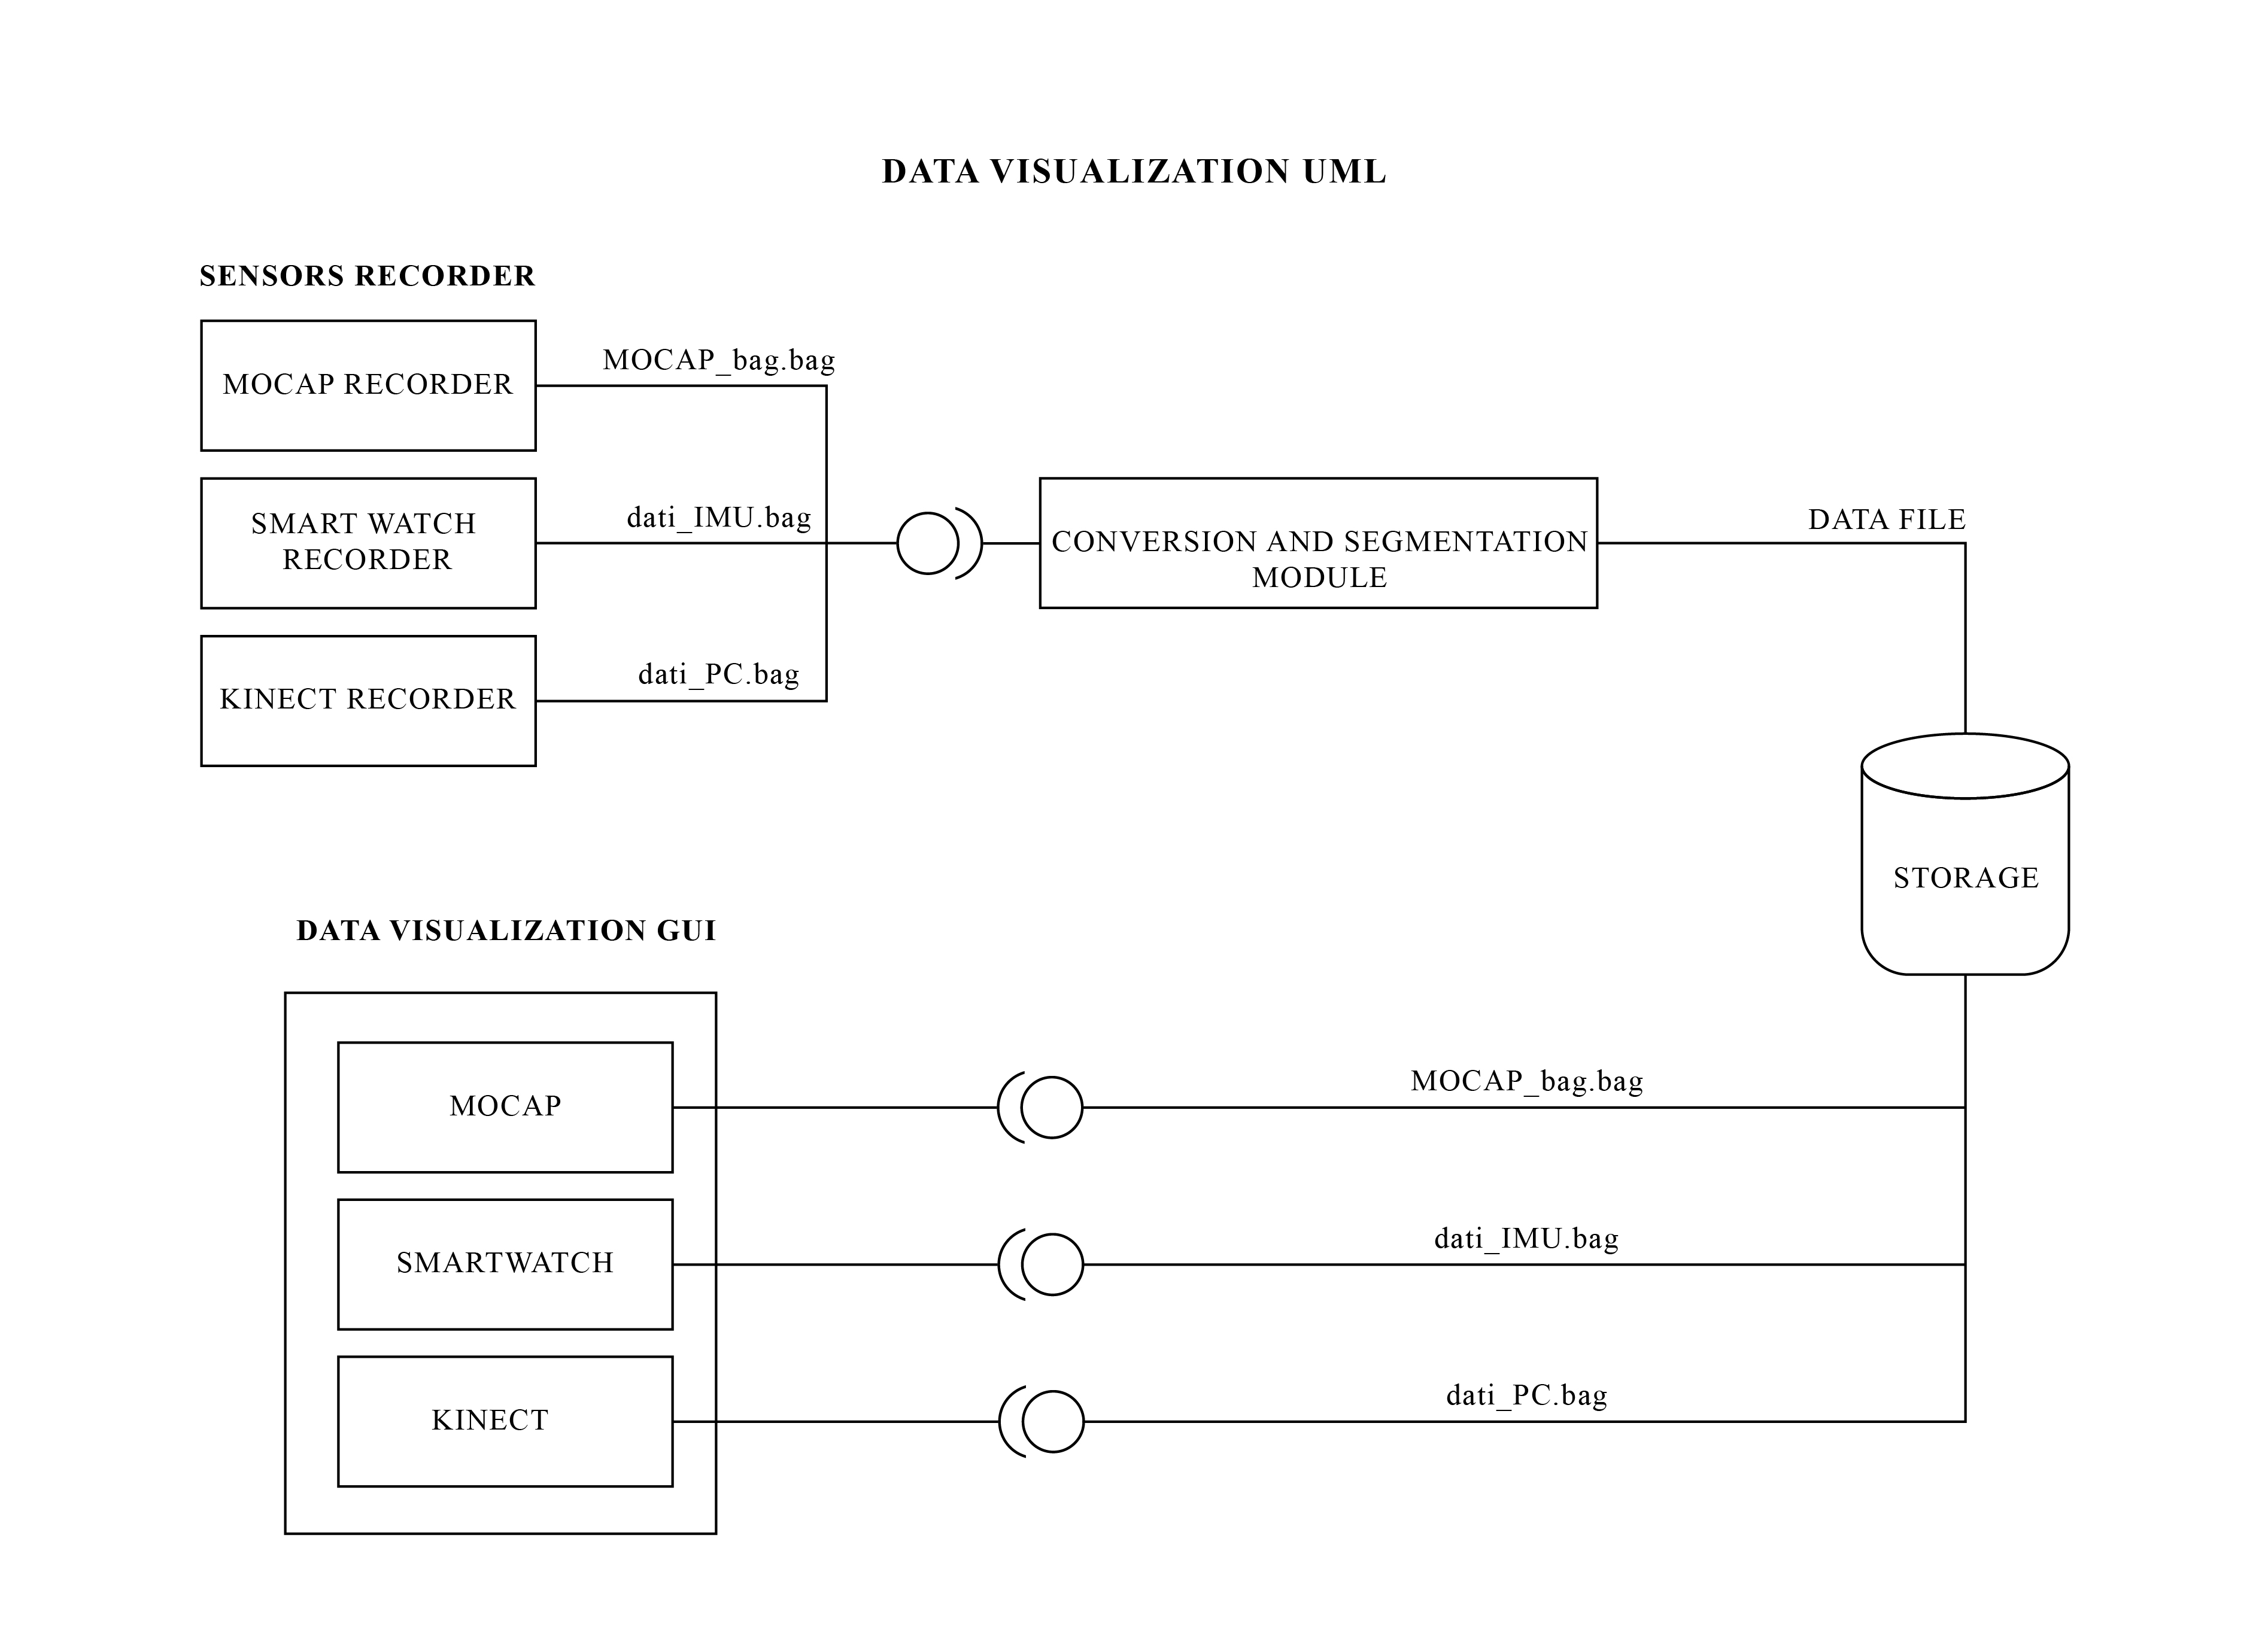 DATA VISUALIZATION UML
SENSORS RECORDER
MOCAP RECORDER
MOCAP_bag.bag
SMART WATCH
RECORDER
dati_IMU.bag
CONVERSION AND SEGMENTATION
MODULE
DATA FILE
KINECT RECORDER
dati_PC.bag
STORAGE
DATA VISUALIZATION GUI
MOCAP
MOCAP_bag.bag
SMARTWATCH
dati_IMU.bag
KINECT
dati_PC.bag